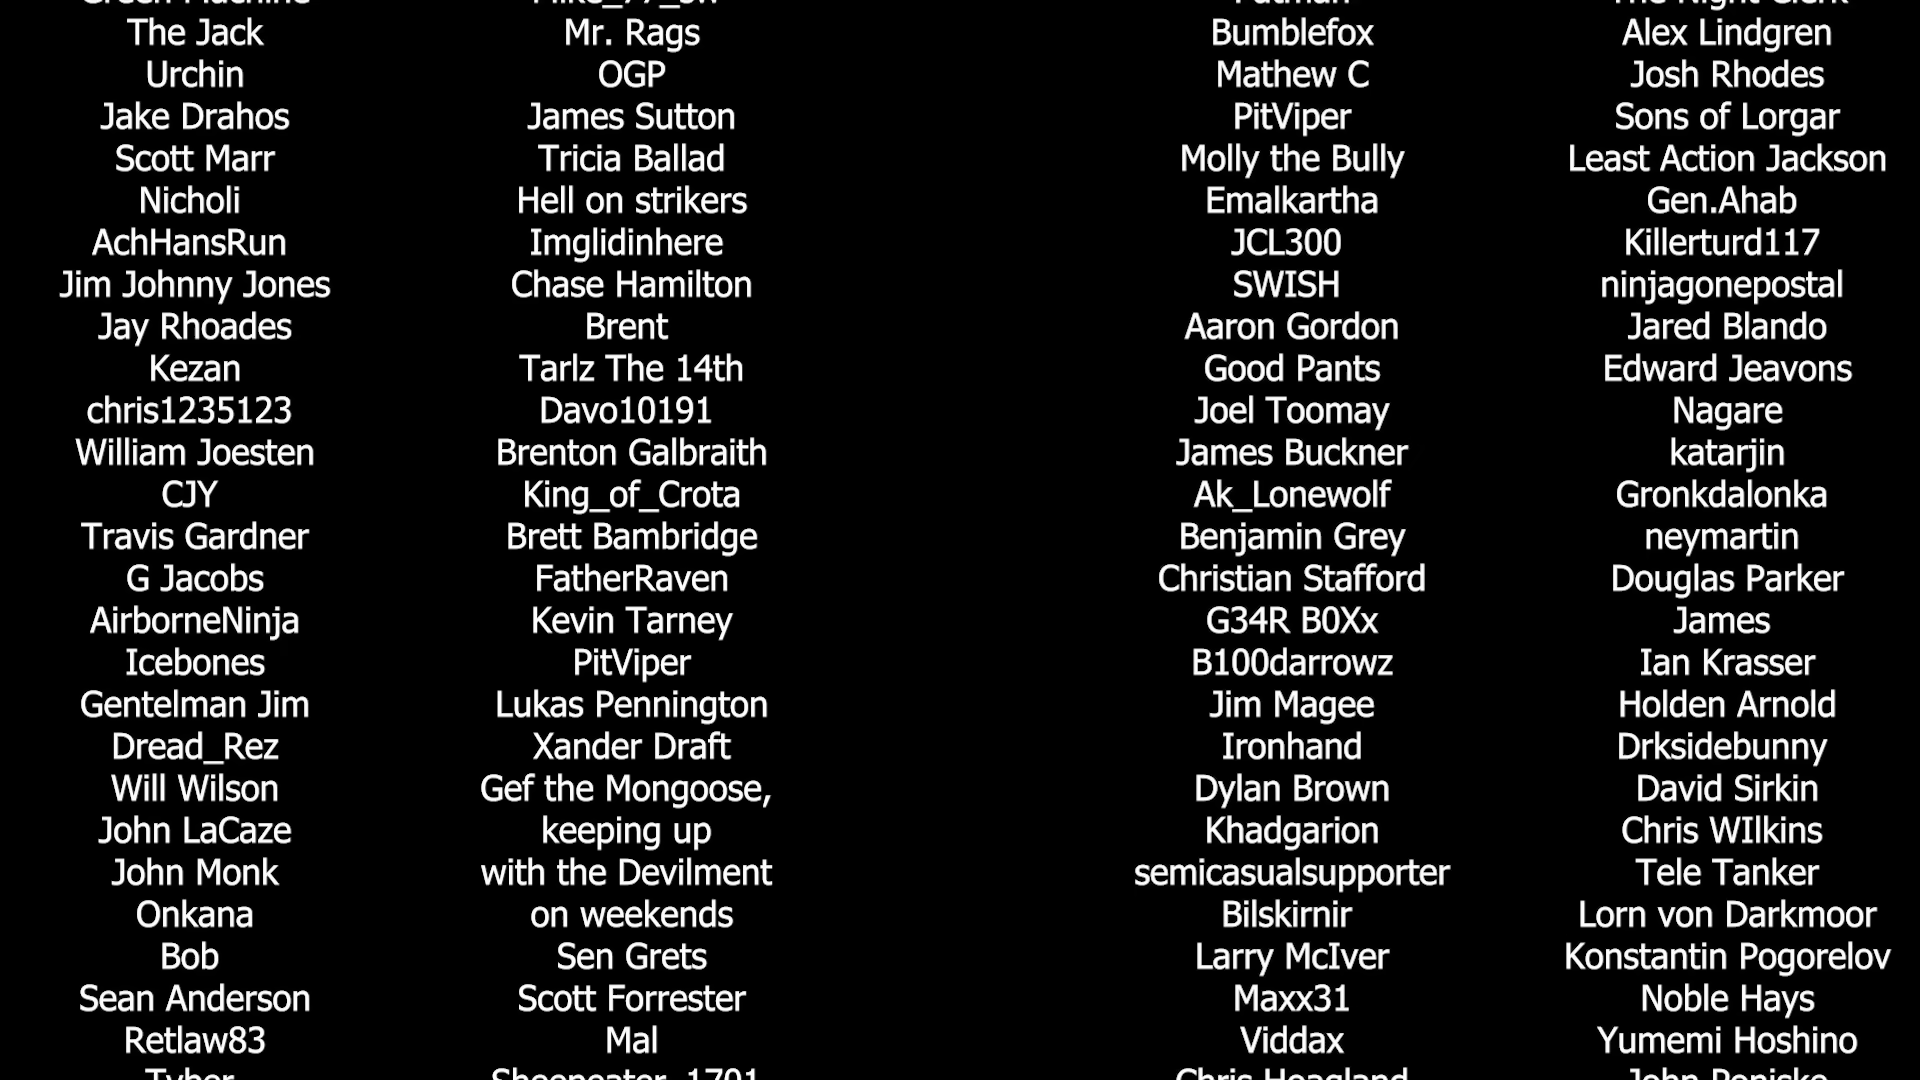 The Jack
Urchin
Jake Drahos
Scott Marr
Nicholi
AchHansRun
Jim Johnny Jones
Jay Rhoades
Kezan
chris1235123
William Joesten
CJY
Travis Gardner
G Jacobs
AirborneNinja
Icebones
Gentelman Jim
Dread_Rez
Will Wilson
John LaCaze
John Monk
Onkana
Bob
Sean Anderson
Retlaw83
Mr. Rags
OGP
James Sutton
Tricia Ballad
Hell on strikers
Imglidinhere
Chase Hamilton
Brent
Tarlz The 14th
Davo10191
Brenton Galbraith
King_of_Crota
Brett Bambridge
FatherRaven
Kevin Tarney
PitViper
Lukas Pennington
Xander Draft
Gef the Mongoose,
keeping up
with the Devilment
on weekends
Sen Grets
Scott Forrester
Mal
Bumblefox
Mathew C
PitViper
Molly the Bully
Emalkartha
JCL300
SWISH
Aaron Gordon
Good Pants
Joel Toomay
James Buckner
Ak_Lonewolf
Benjamin Grey
Christian Stafford
G34R B0Xx
B100darrowz
Jim Magee
Ironhand
Dylan Brown
Khadgarion
semicasualsupporter
Bilskirnir
Larry McIver
Maxx31
Viddax
Alex Lindgren
Josh Rhodes
Sons of Lorgar
Least Action Jackson
Gen.Ahab
Killerturd117
ninjagonepostal
Jared Blando
Edward Jeavons
Nagare
katarjin
Gronkdalonka
neymartin
Douglas Parker
James
Ian Krasser
Holden Arnold
Drksidebunny
David Sirkin
Chris WIlkins
Tele Tanker
Lorn von Darkmoor
Konstantin Pogorelov
Noble Hays
Yumemi Hoshino